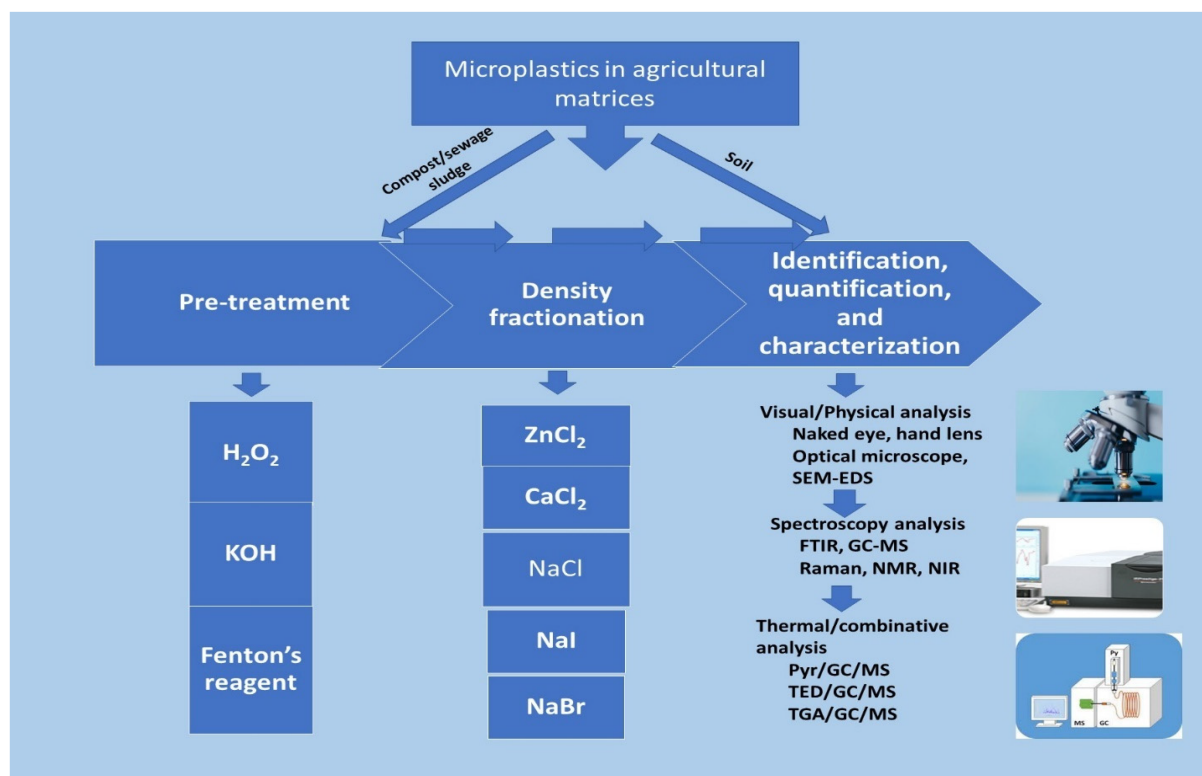 Microplastics in agricultural
matrices
Compost/sewage
sludge
Soil
Pre-treatment
Density
fractionation
Identification,
quantification,
and
characterization
H₂O₂
KOH
Fenton's
reagent
ZnCl₂
CaCl₂
NaCl
NaI
NaBr
Visual/Physical analysis
Naked eye, hand lens
Optical microscope,
SEM-EDS
Spectroscopy analysis
FTIR, GC-MS
Raman, NMR, NIR
Thermal/combinative
analysis
Pyr/GC/MS
TED/GC/MS
TGA/GC/MS
Py
MS
GC